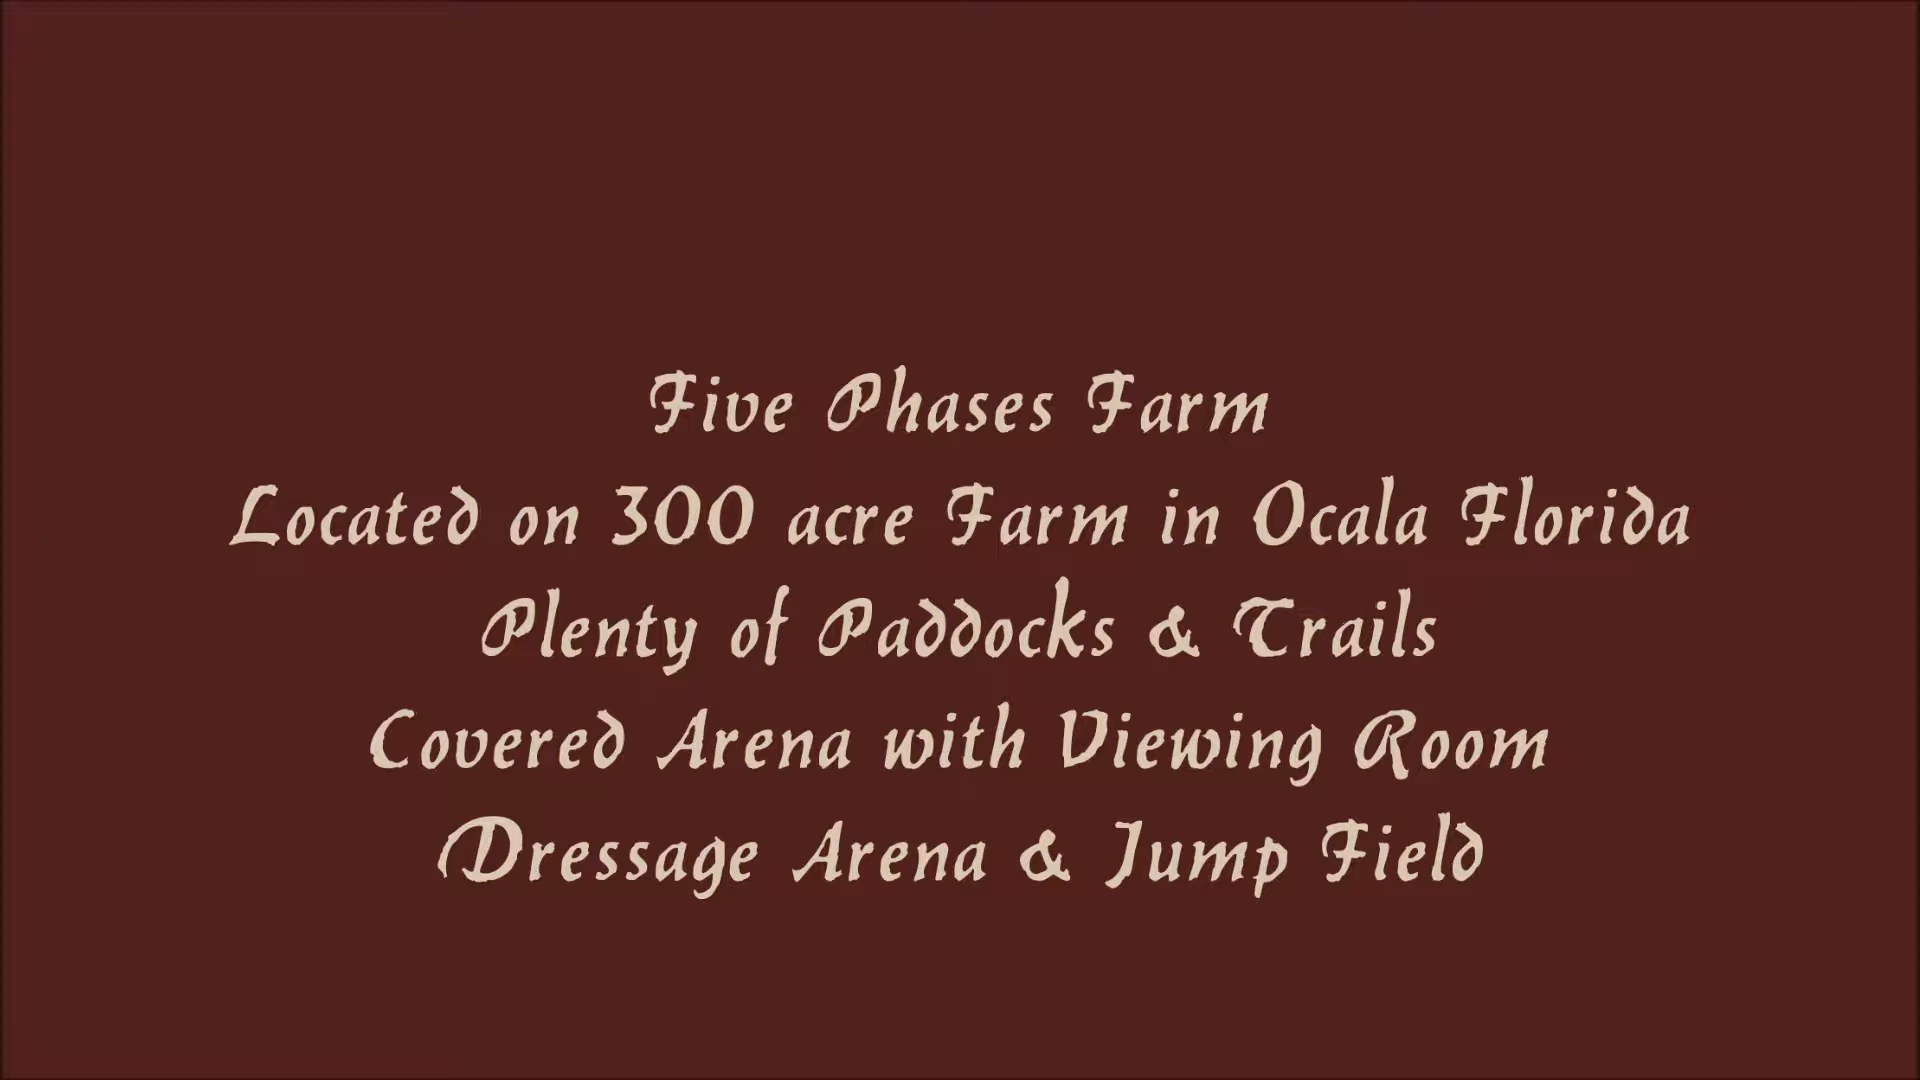 Five Phases Farm
Located on 300 acre Farm in Ocala Florida
Plenty of Paddocks & Trails
Covered Arena with Viewing Room
Dressage Arena & Jump Field